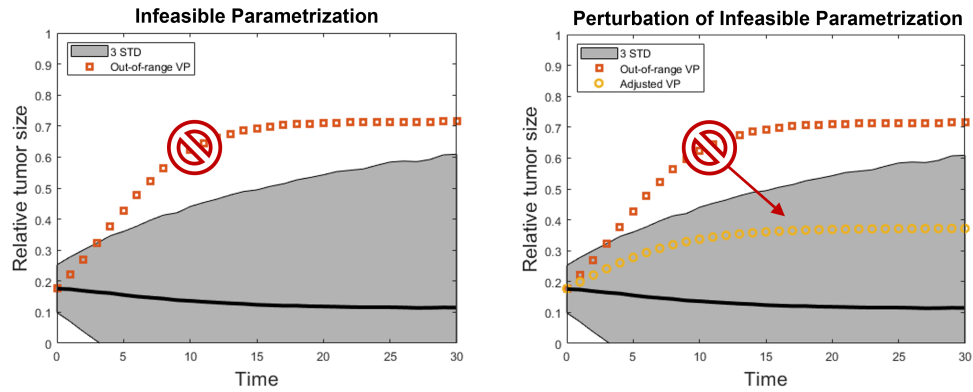 Infeasible Parametrization
1
0.9
0.8
0.7
0.6
0.5
0.4
0.3
0.2
0.1
0
Relative tumor size
3 STD
Out-of-range VP
0 5 10 15 20 25 30
Time
Perturbation of Infeasible Parametrization
1
0.9
0.8
0.7
0.6
0.5
0.4
0.3
0.2
0.1
0
Relative tumor size
3 STD
Out-of-range VP
Adjusted VP
0 5 10 15 20 25 30
Time